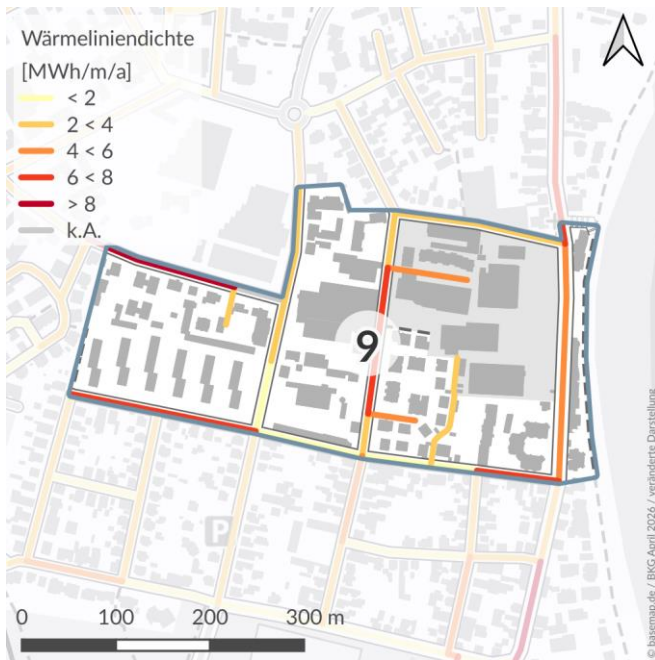 Wärmeliniendichte
[MWh/m/a]
< 2
2 < 4
4 < 6
6 < 8
> 8
k.A.
9
P
0 100 200 300 m
© basemap.de / BKG April 2026 / veränderte Darstellung